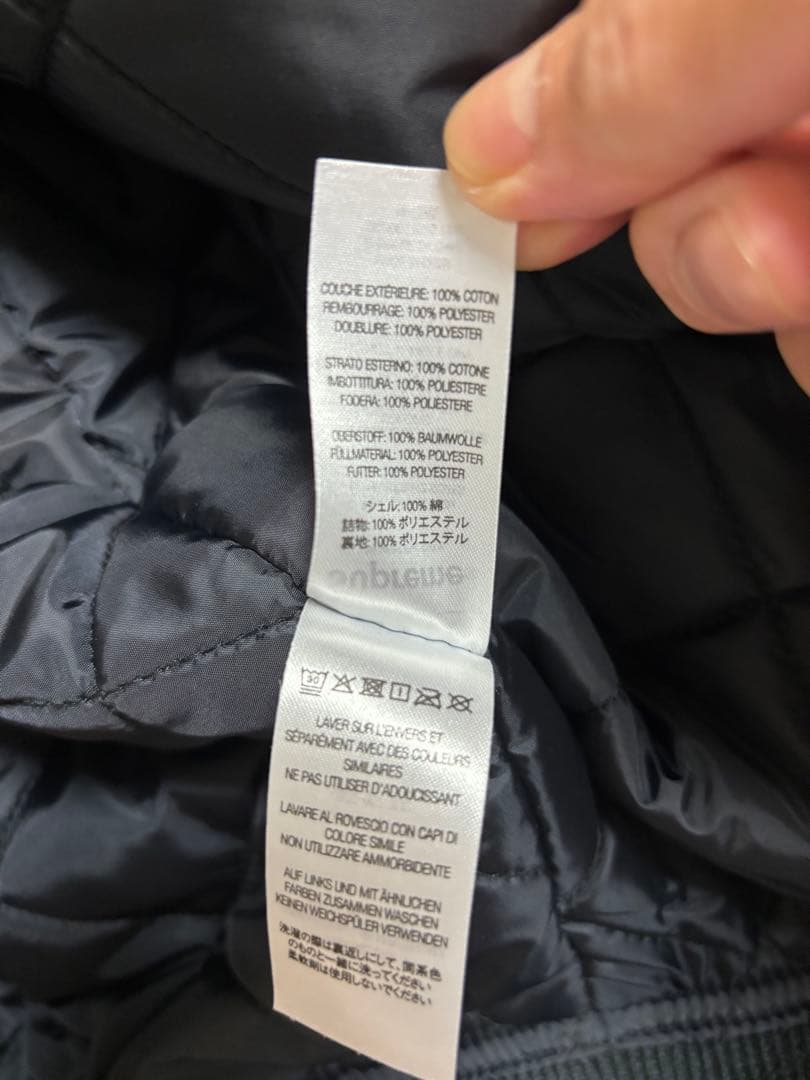 COUCHE EXTÉRIEURE: 100% COTON
REMBOURRAGE: 100% POLYESTER
DOUBLURE: 100% POLYESTER
STRATO ESTERNO: 100% COTONE
IMBOTTITURA: 100% POLIESTERE
FODERA: 100% POLIESTERE
OBERSTOFF: 100% BAUMWOLLE
FÜLLMATERIAL: 100% POLYESTER
FUTTER: 100% POLYESTER
シェル: 100% 綿
詰物: 100% ポリエステル
裏地: 100% ポリエステル
Supreme
30
LAVER SUR L'ENVERS ET
SÉPARÉMENT AVEC DES COULEURS
SIMILAIRES
NE PAS UTILISER D'ADOUCISSANT
LAVARE AL ROVESCIO CON CAPI DI
COLORE SIMILE
NON UTILIZZARE AMMORBIDENTE
AUF LINKS UND MIT ÄHNLICHEN
FARBEN ZUSAMMEN WASCHEN
KEINEN WEICHSPÜLER VERWENDEN
洗濯の際は裏返しにして、同系色
のものと一緒に洗ってください
柔軟剤は使用しないでください